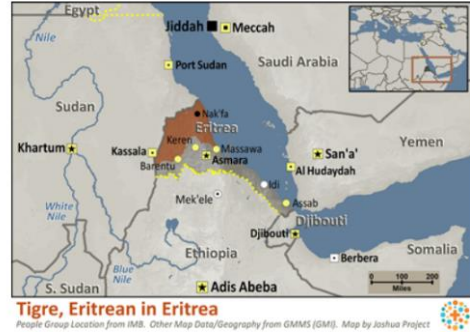 Egypt
Nile
Jiddah
Meccah
Saudi Arabia
Port Sudan
Sudan
Nak'fa
Eritrea
Keren
Massawa
Khartum
Kassala
Asmara
Barentu
San'a'
Yemen
Al Hudaydah
Idi
Mek'ele
Assab
White
Nile
Djibouti
Djibouti
Blue
Nile
Ethiopia
Berbera
Somalia
S. Sudan
Adis Abeba
0 100 200
Miles
Tigre, Eritrean in Eritrea
People Group Location from IMB. Other Map Data/Geography from GMMS (GMI). Map by Joshua Project